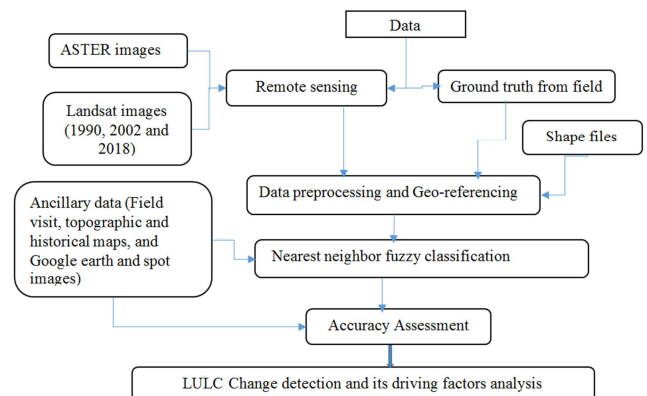 Data
ASTER images
Remote sensing
Ground truth from field
Landsat images
(1990, 2002 and
2018)
Shape files
Data preprocessing and Geo-referencing
Ancillary data (Field
visit, topographic and
historical maps, and
Google earth and spot
images)
Nearest neighbor fuzzy classification
Accuracy Assessment
LULC Change detection and its driving factors analysis